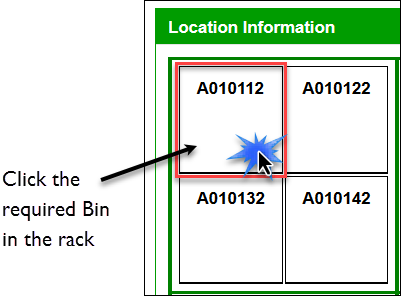 Location Information
A010112 A010122
Click the
required Bin
in the rack
A010132 A010142